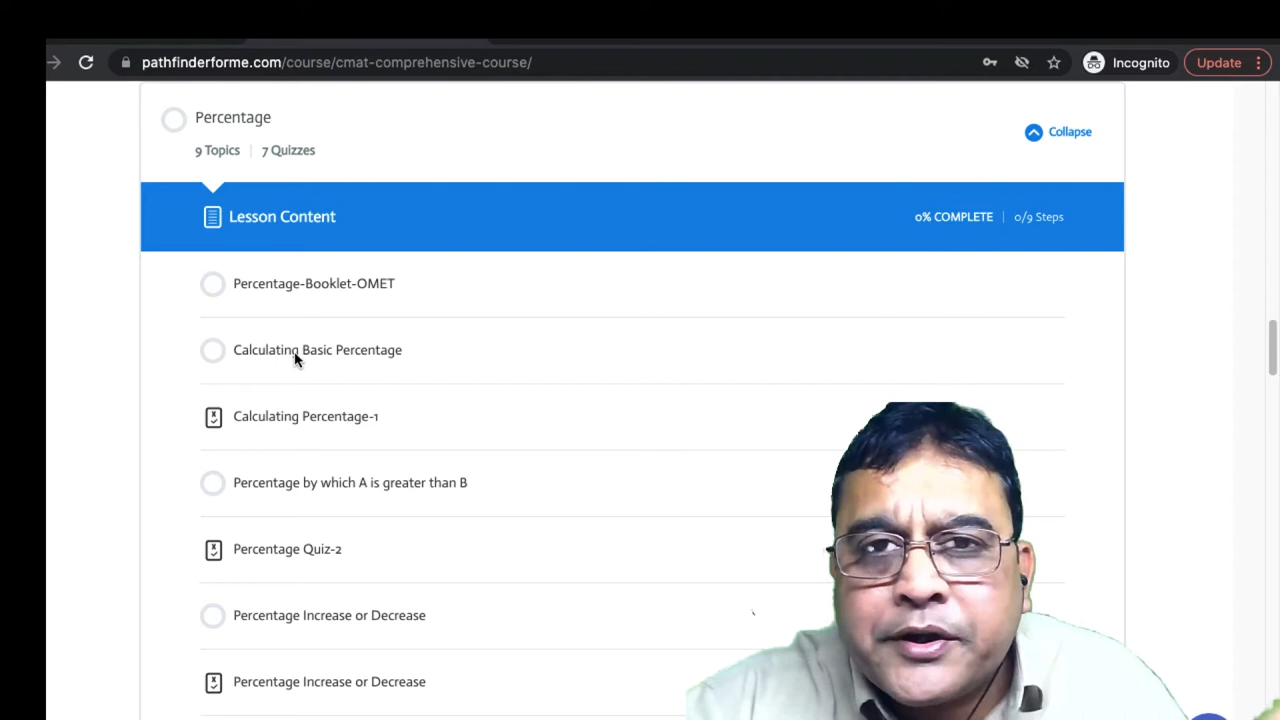 pathfinderforme.com/course/cmat-comprehensive-course/
Incognito
Update
Percentage
9 Topics | 7 Quizzes
Collapse
Lesson Content
0% COMPLETE | 0/9 Steps
Percentage-Booklet-OMET
Calculating Basic Percentage
Calculating Percentage-1
Percentage by which A is greater than B
Percentage Quiz-2
Percentage Increase or Decrease
Percentage Increase or Decrease